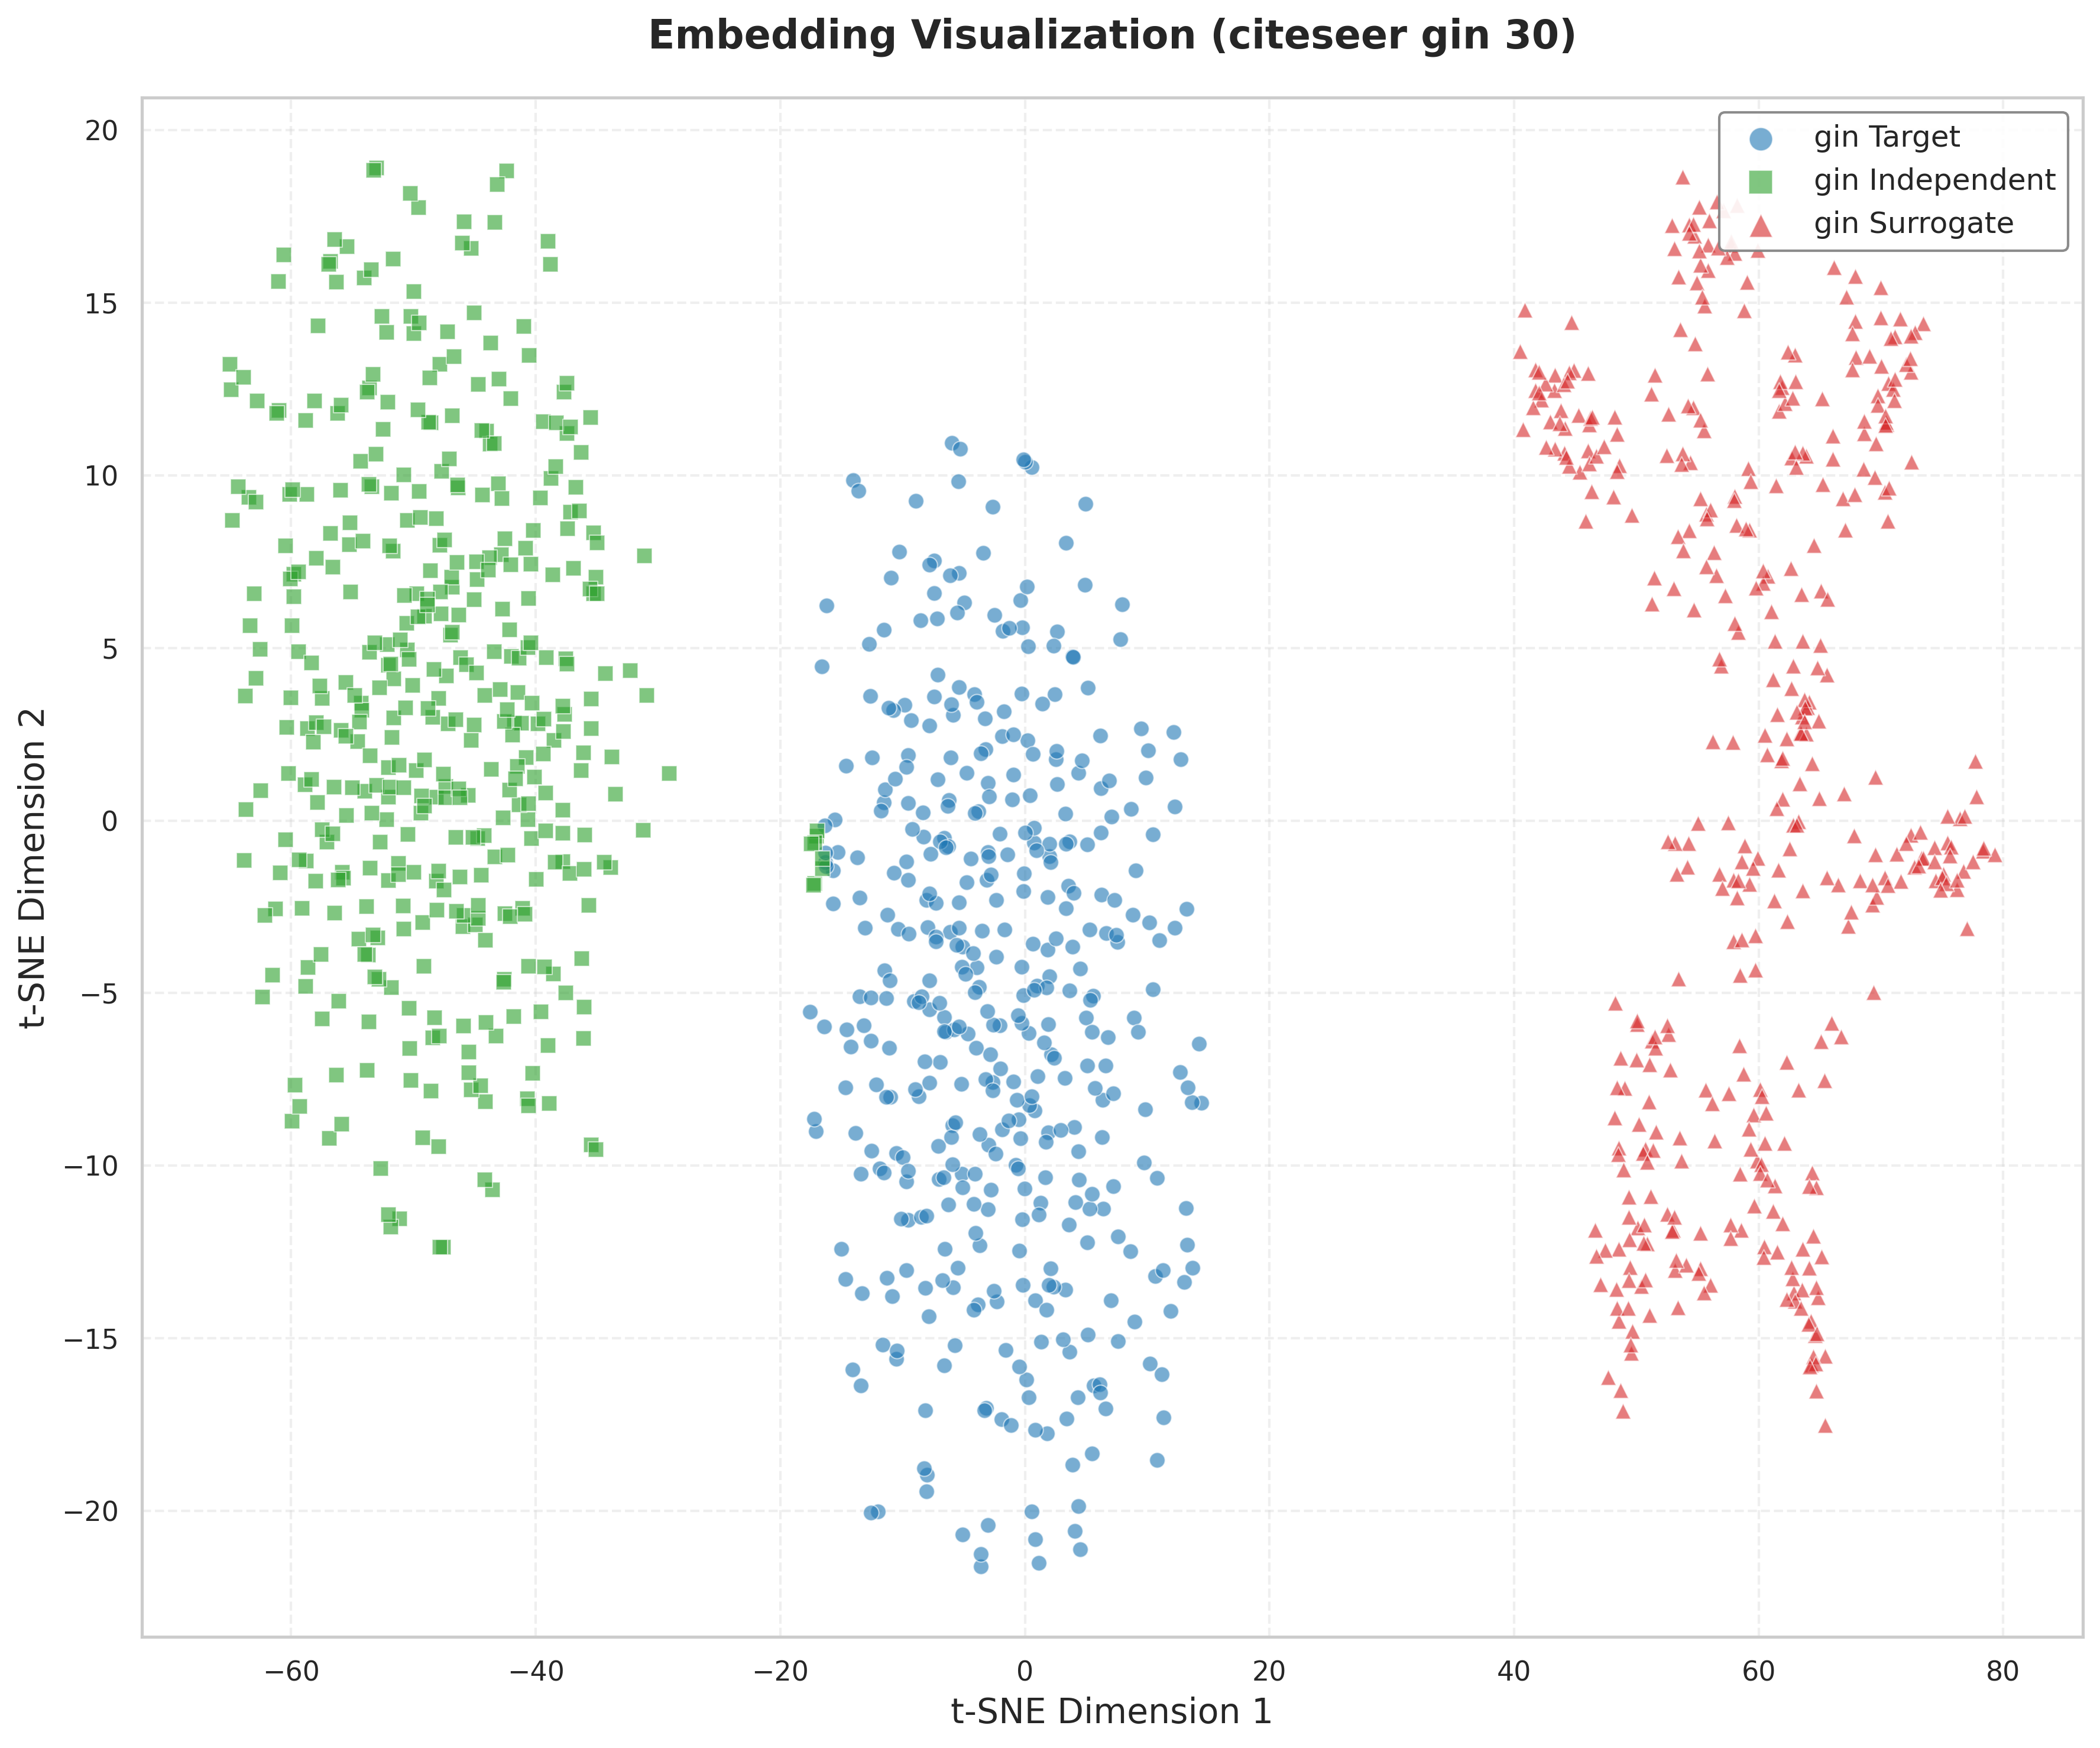 Embedding Visualization (citeseer gin 30)
gin Target
gin Independent
gin Surrogate
20
15
10
5
0
−5
−10
−15
−20
t-SNE Dimension 2
−60
−40
−20
0
20
40
60
80
t-SNE Dimension 1